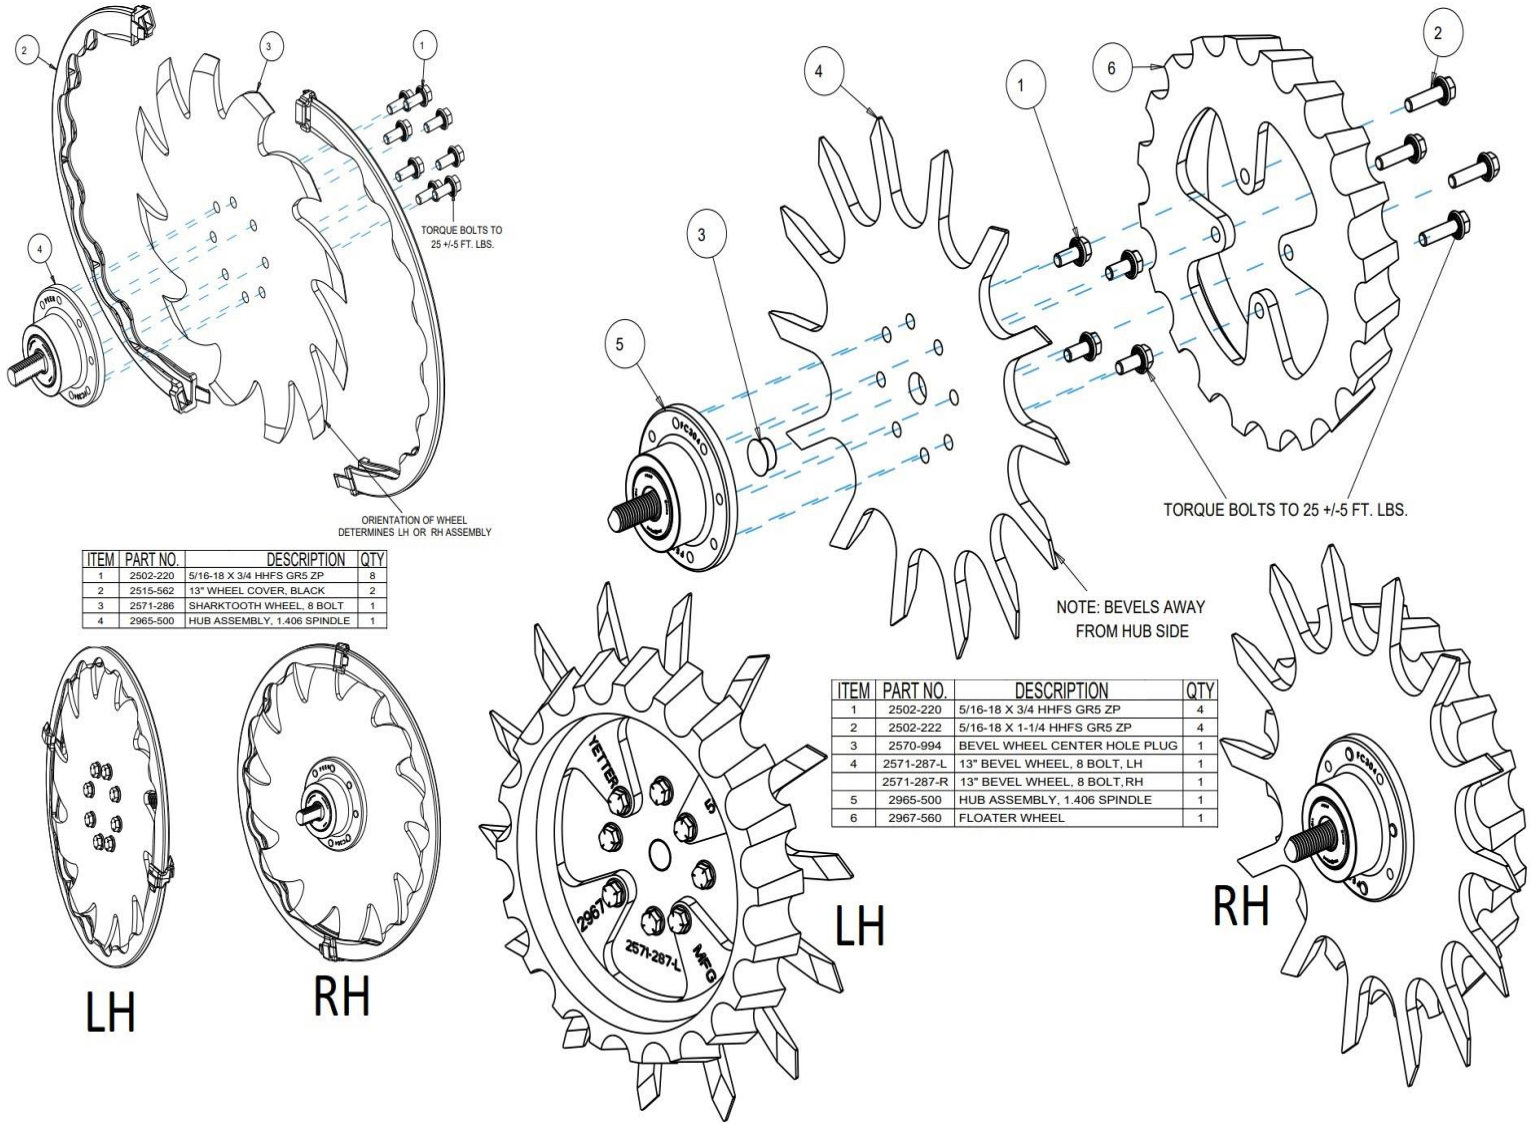 2
3
1
4
TORQUE BOLTS TO
25 +/-5 FT. LBS.
ORIENTATION OF WHEEL
DETERMINES LH OR RH ASSEMBLY
ITEM PART NO. DESCRIPTION QTY
1 2502-220 5/16-18 X 3/4 HHFS GR5 ZP 8
2 2515-562 13" WHEEL COVER, BLACK 2
3 2571-286 SHARKTOOTH WHEEL, 8 BOLT 1
4 2965-500 HUB ASSEMBLY, 1.406 SPINDLE 1
LH
RH
4
1
6
2
3
5
FC304
TORQUE BOLTS TO 25 +/-5 FT. LBS.
NOTE: BEVELS AWAY
FROM HUB SIDE
ITEM PART NO. DESCRIPTION QTY
1 2502-220 5/16-18 X 3/4 HHFS GR5 ZP 4
2 2502-222 5/16-18 X 1-1/4 HHFS GR5 ZP 4
3 2570-994 BEVEL WHEEL CENTER HOLE PLUG 1
4 2571-287-L 13" BEVEL WHEEL, 8 BOLT, LH 1
2571-287-R 13" BEVEL WHEEL, 8 BOLT, RH 1
5 2965-500 HUB ASSEMBLY, 1.406 SPINDLE 1
6 2967-560 FLOATER WHEEL 1
YETTER
5
2967
2571-287-L
MFG
LH
FC304
RH